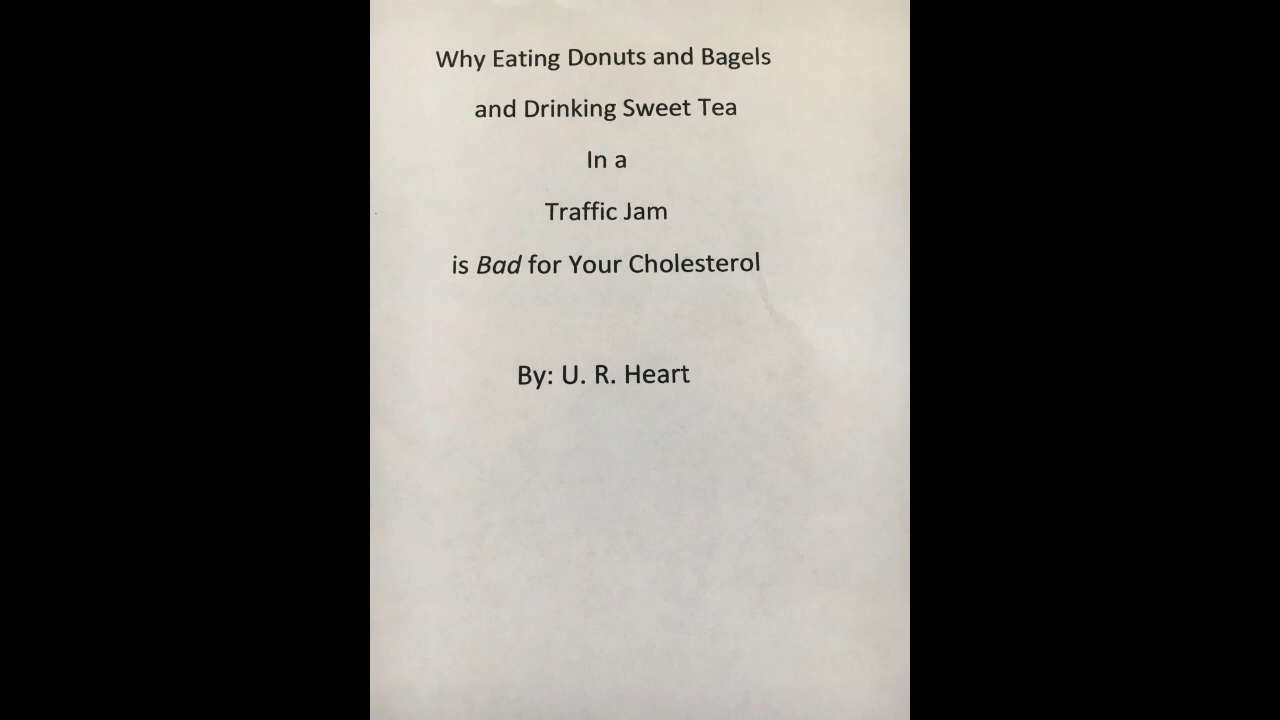 Why Eating Donuts and Bagels
and Drinking Sweet Tea
In a
Traffic Jam
is Bad for Your Cholesterol
By: U. R. Heart